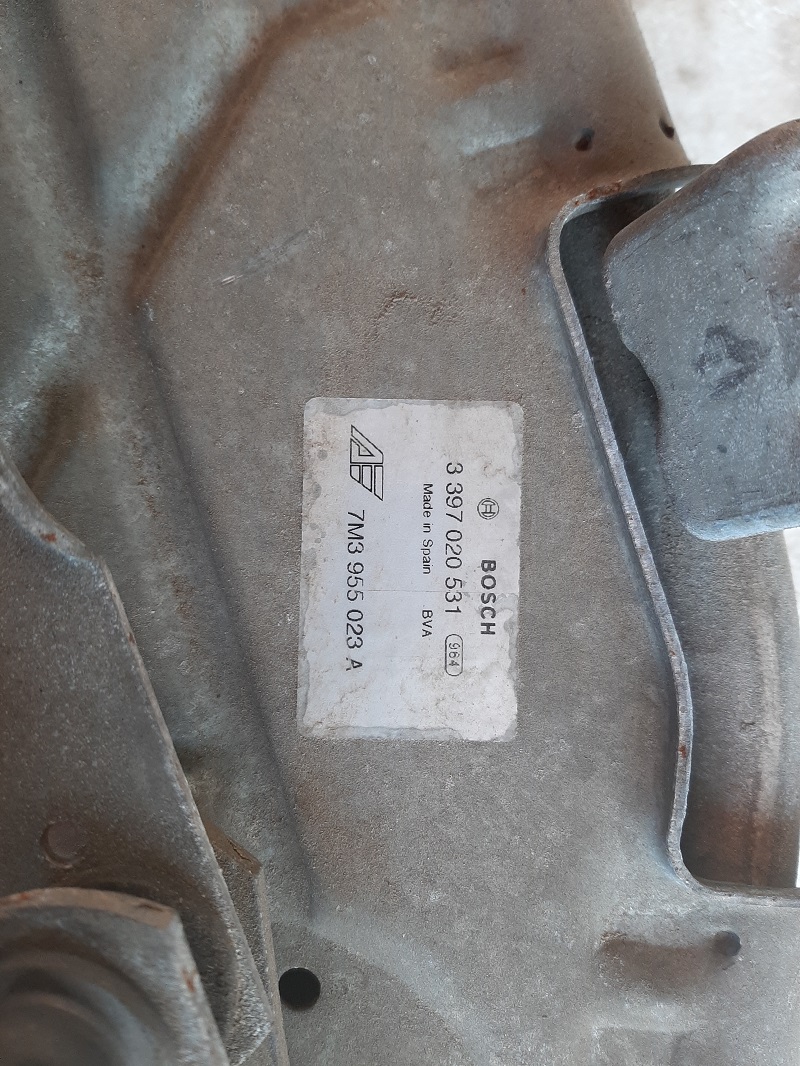 BOSCH
3 397 020 531 964
Made in Spain BVA
7M3 955 023 A